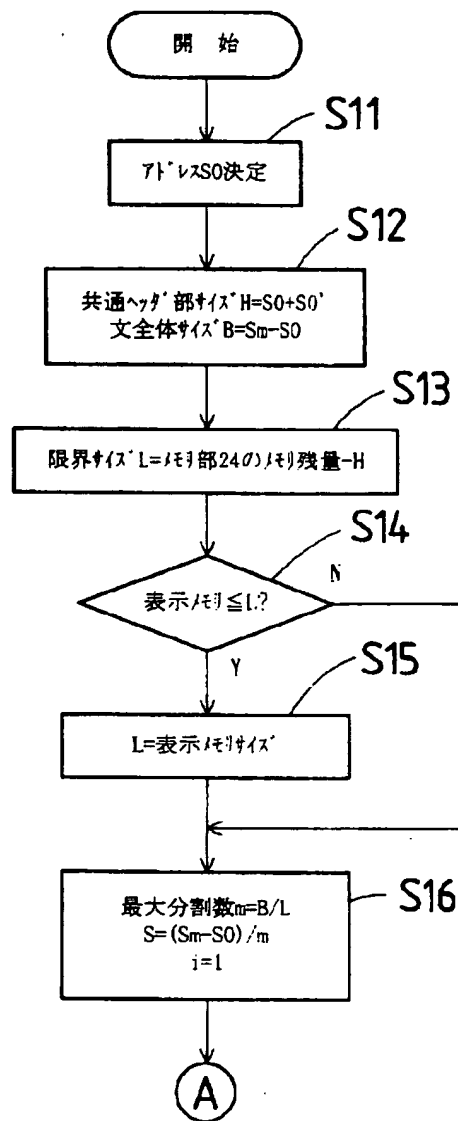 開 始
S11
アドレスS0決定
S12
共通ヘッダ部サイズH=S0+S0'
文全体サイズB=Sm-S0
S13
限界サイズL=メモリ部24のメモリ残量-H
S14
N
表示メモリ≦L?
Y
S15
L=表示メモリサイズ
S16
最大分割数m=B/L
S=(Sm-S0)/m
i=1
A